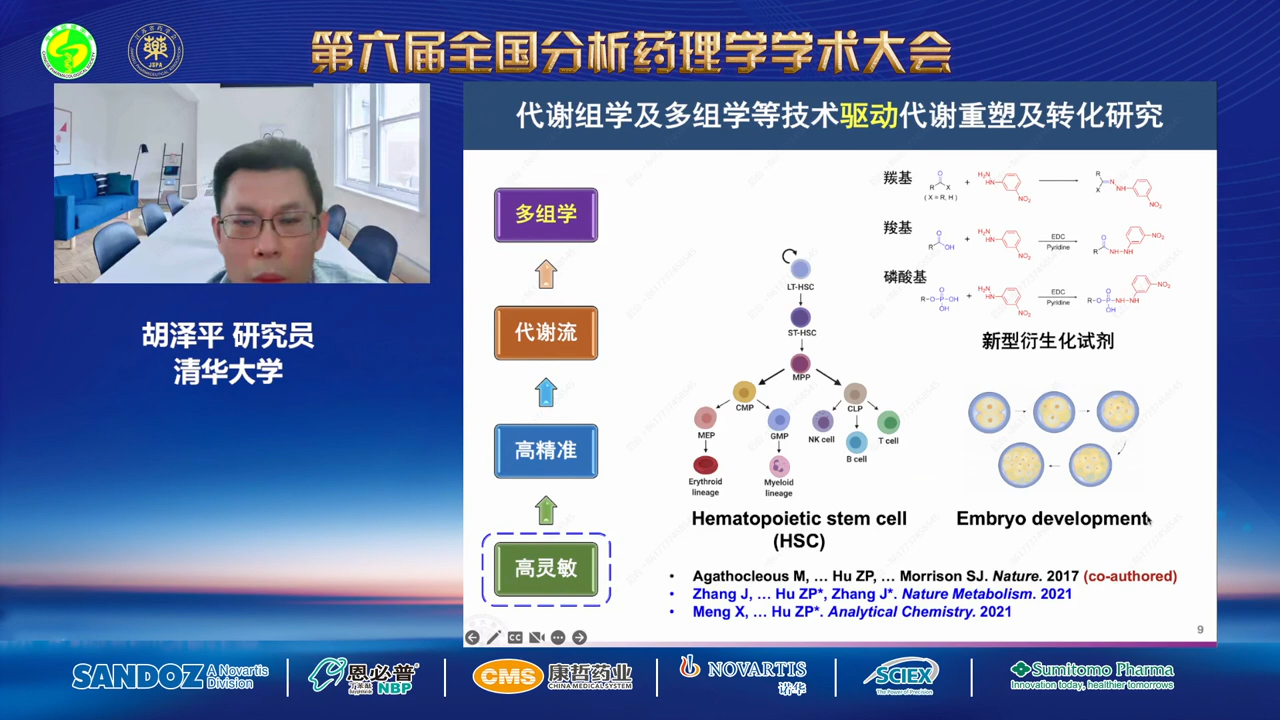 第六届全国分析药理学学术大会
JSPA
代谢组学及多组学等技术驱动代谢重塑及转化研究
胡泽平 研究员
清华大学
多组学
代谢流
高精准
高灵敏
LT-HSC
ST-HSC
MPP
CMP
CLP
MEP
GMP
NK cell
T cell
B cell
Erythroid
lineage
Myeloid
lineage
Hematopoietic stem cell
(HSC)
羰基
( X = R, H )
羧基
EDC
Pyridine
磷酸基
EDC
Pyridine
新型衍生化试剂
Embryo development
• Agathocleous M, … Hu ZP, … Morrison SJ. Nature. 2017 (co-authored)
• Zhang J, … Hu ZP*, Zhang J*. Nature Metabolism. 2021
• Meng X, … Hu ZP*. Analytical Chemistry. 2021
9
SANDOZ A Novartis
Division
恩必普
NBP
CMS 康哲药业
CHINA MEDICAL SYSTEM
NOVARTIS
诺华
SCIEX
The Power of Precision
Sumitomo Pharma
Innovation today, healthier tomorrows